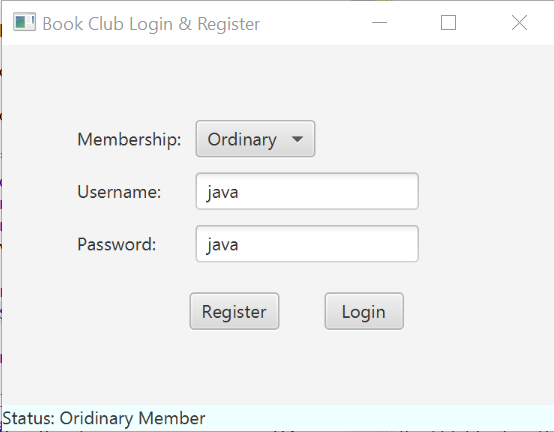 Book Club Login & Register
Membership: Ordinary
Username: java
Password: java
Register Login
Status: Oridinary Member